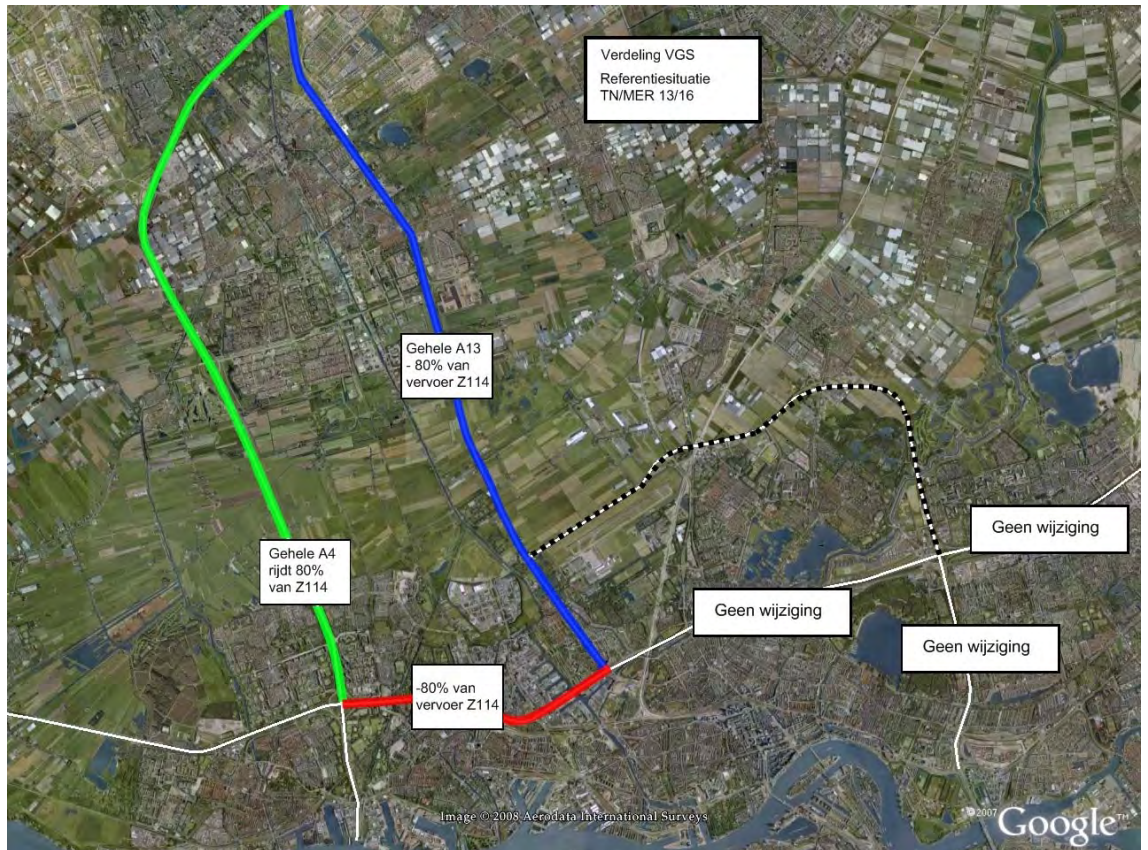 Verdeling VGS
Referentiesituatie
TN/MER 13/16
Gehele A13
- 80% van
vervoer Z114
Gehele A4
rijdt 80%
van Z114
Geen wijziging
Geen wijziging
Geen wijziging
-80% van
vervoer Z114
Image © 2008 Aerodata International Surveys
©2007 Google™